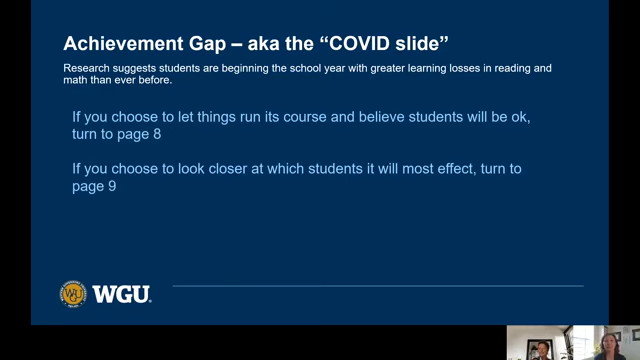 Achievement Gap – aka the “COVID slide”
Research suggests students are beginning the school year with greater learning losses in reading and
math than ever before.
If you choose to let things run its course and believe students will be ok,
turn to page 8
If you choose to look closer at which students it will most effect, turn to
page 9
WGU
WGU.